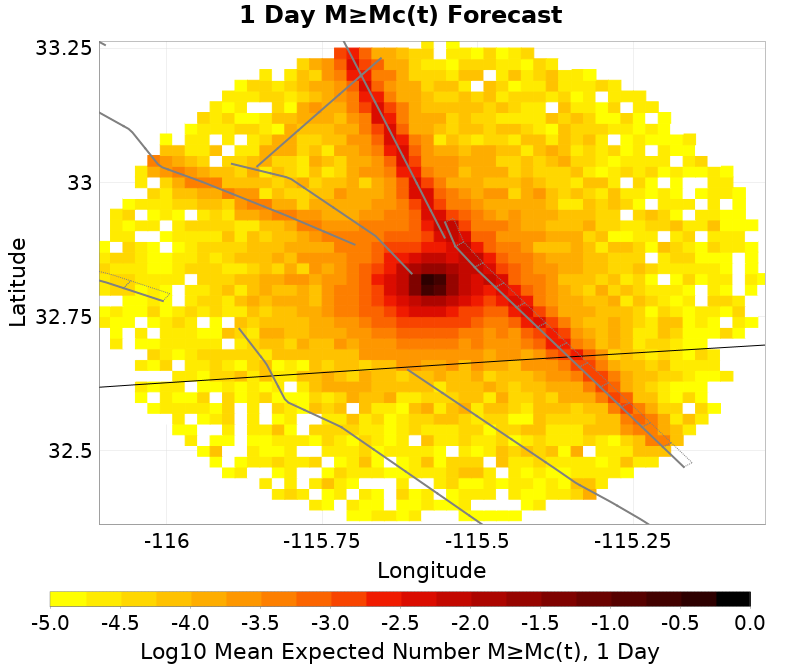 1 Day M≥Mc(t) Forecast
33.25
33
32.75
32.5
Latitude
-116 -115.75 -115.5 -115.25
Longitude
-5.0 -4.5 -4.0 -3.5 -3.0 -2.5 -2.0 -1.5 -1.0 -0.5 0.0
Log10 Mean Expected Number M≥Mc(t), 1 Day